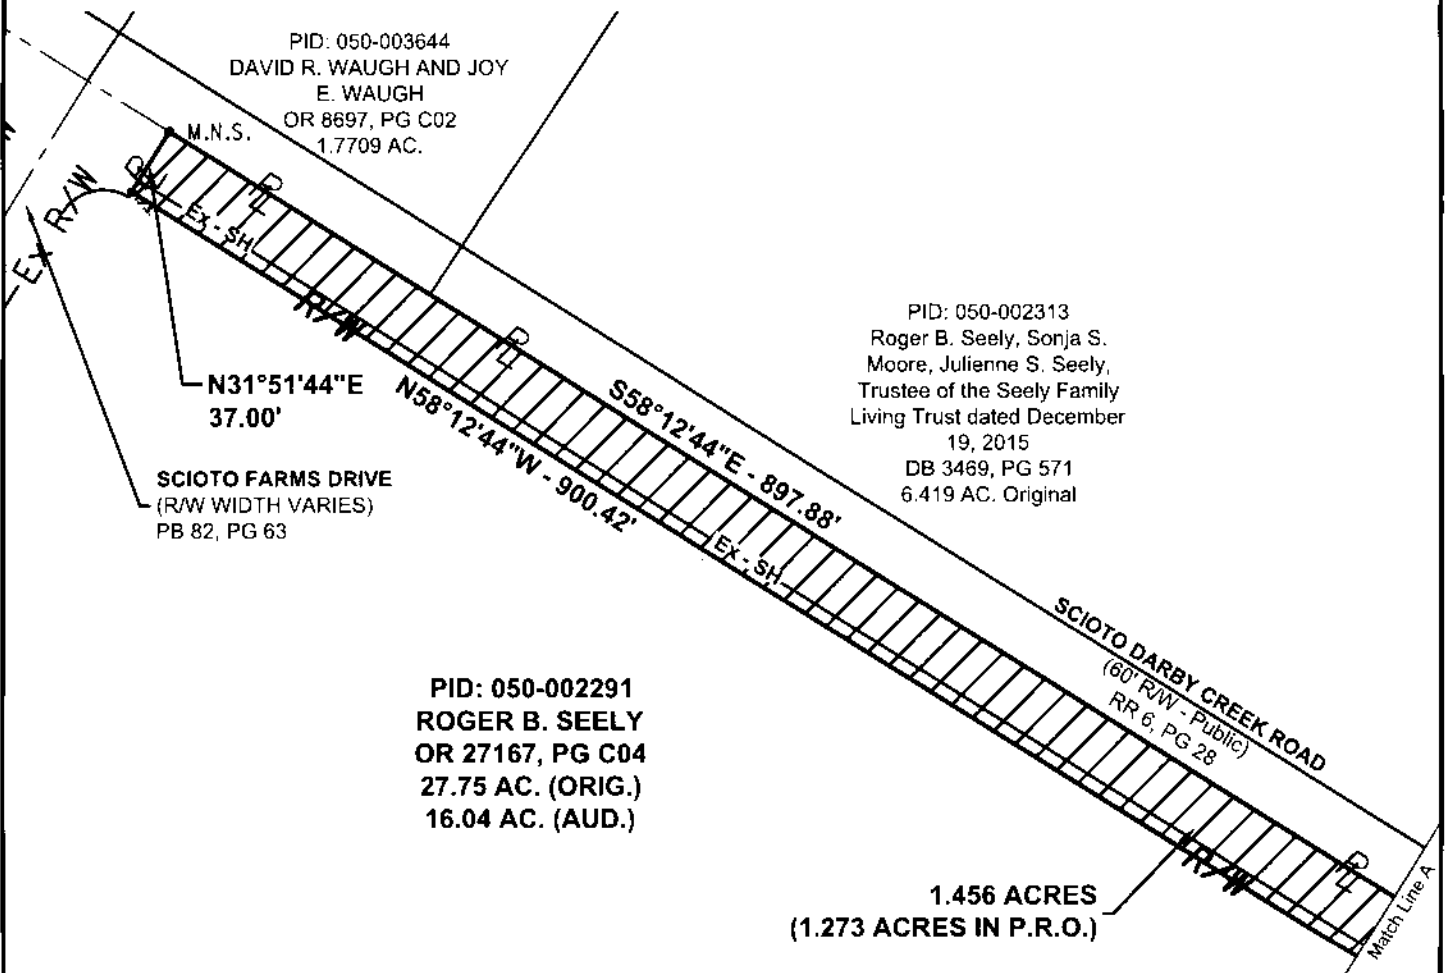 PID: 050-003644
DAVID R. WAUGH AND JOY
E. WAUGH
OR 8697, PG C02
1.7709 AC.
M.N.S.
PL
PL
Ex R/W
Ex - SH
R/W
PL
N31°51'44"E
37.00'
SCIOTO FARMS DRIVE
(R/W WIDTH VARIES)
PB 82, PG 63
PID: 050-002313
Roger B. Seely, Sonja S.
Moore, Julienne S. Seely,
Trustee of the Seely Family
Living Trust dated December
19, 2015
DB 3469, PG 571
6.419 AC. Original
S58°12'44"E - 897.88'
N58°12'44"W - 900.42'
Ex - SH
SCIOTO DARBY CREEK ROAD
(60' R/W - Public)
RR 6, PG 28
PID: 050-002291
ROGER B. SEELY
OR 27167, PG C04
27.75 AC. (ORIG.)
16.04 AC. (AUD.)
R/W
PL
1.456 ACRES
(1.273 ACRES IN P.R.O.)
Match Line A